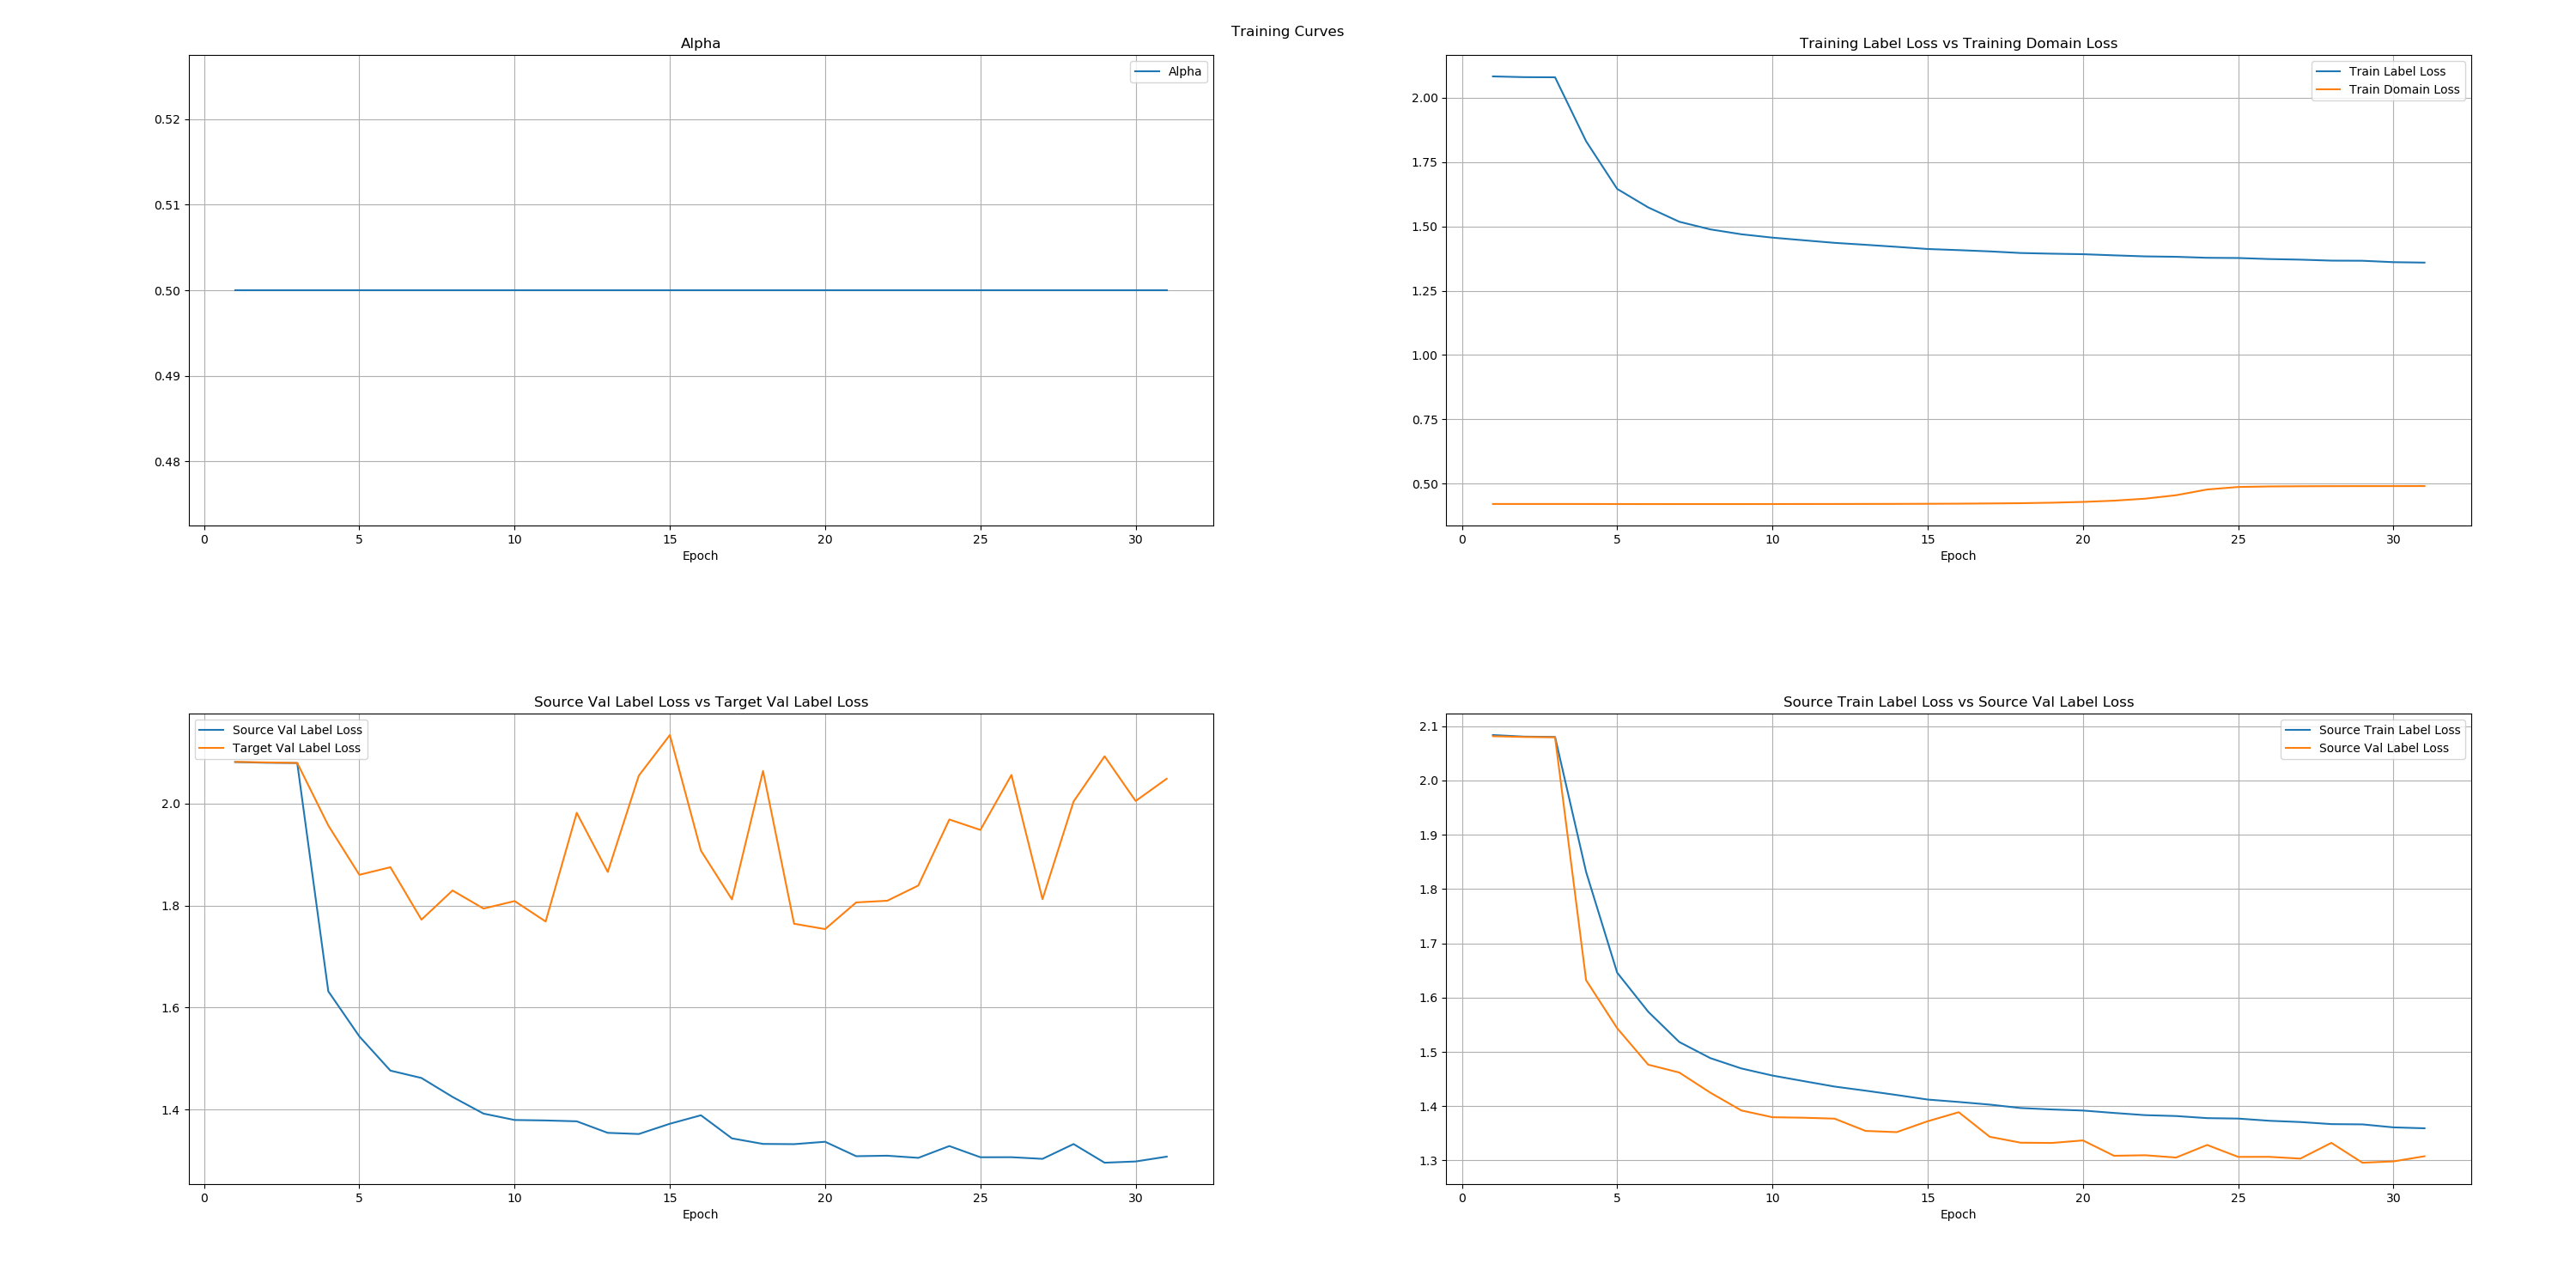 Training Curves
Alpha
Alpha
0.52
0.51
0.50
0.49
0.48
0 5 10 15 20 25 30
Epoch
Training Label Loss vs Training Domain Loss
Train Label Loss
Train Domain Loss
2.00
1.75
1.50
1.25
1.00
0.75
0.50
0 5 10 15 20 25 30
Epoch
Source Val Label Loss vs Target Val Label Loss
Source Val Label Loss
Target Val Label Loss
2.0
1.8
1.6
1.4
0 5 10 15 20 25 30
Epoch
Source Train Label Loss vs Source Val Label Loss
Source Train Label Loss
Source Val Label Loss
2.1
2.0
1.9
1.8
1.7
1.6
1.5
1.4
1.3
0 5 10 15 20 25 30
Epoch